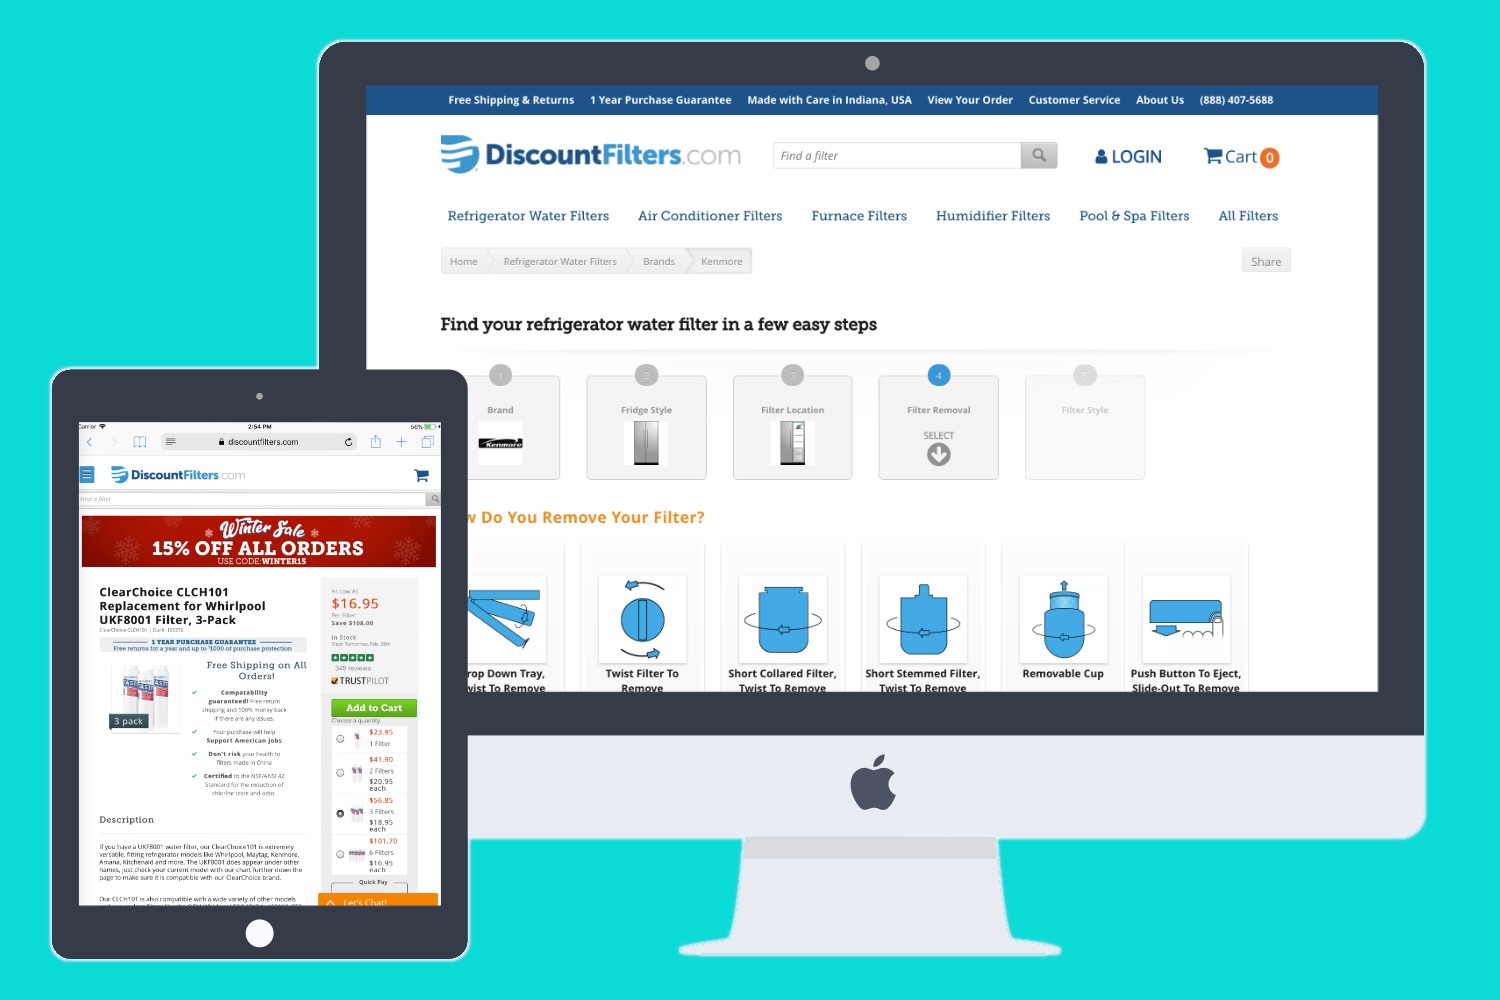 Free Shipping & Returns 1 Year Purchase Guarantee Made with Care in Indiana, USA View Your Order Customer Service About Us (888) 407-5688
DiscountFilters.com
Find a filter
LOGIN
Cart 0
Refrigerator Water Filters Air Conditioner Filters Furnace Filters Humidifier Filters Pool & Spa Filters All Filters
Home Refrigerator Water Filters Brands Kenmore
Share
Find your refrigerator water filter in a few easy steps
1 2 3 4 5
Brand Fridge Style Filter Location Filter Removal Filter Style
Kenmore
SELECT
w Do You Remove Your Filter?
rop Down Tray,
wist To Remove
Twist Filter To
Remove
Short Collared Filter,
Twist To Remove
Short Stemmed Filter,
Twist To Remove
Removable Cup
Push Button To Eject,
Slide-Out To Remove
Carrier 2:54 PM 56%
discountfilters.com
DiscountFilters.com
Find a filter
Winter Sale
15% OFF ALL ORDERS
USE CODE:WINTER15
ClearChoice CLCH101
Replacement for Whirlpool
UKF8001 Filter, 3-Pack
ClearChoice CLCH101
1 YEAR PURCHASE GUARANTEE
Free returns for a year and up to $1000 of purchase protection
3 pack
Free Shipping on All
Orders!
Compatability
guaranteed! Free return
shipping and 100% money back
if there are any issues.
Your purchase will help
Support American jobs
Don't risk your health to
filters made in China
Certified to the NSF/ANSI 42
Standard for the reduction of
chlorine taste and odor.
As Low As
$16.95
Per Filter
Save $108.00
In Stock
Ships Tomorrow, Feb. 28th
349 reviews
TRUSTPILOT
Add to Cart
Choose a quantity
$23.95
1 Filter
$41.90
2 Filters
$20.95
each
$56.85
3 Filters
$18.95
each
$101.70
6 Filters
$16.95
each
Quick Pay
Let's Chat!
Description
If you have a UKF8001 water filter, our ClearChoice101 is extremely
versatile, fitting refrigerator models like Whirlpool, Maytag, Kenmore,
Amana, Kitchenaid and more. The UKF8001 does appear under other
names, just check your current model with our chart further down the
page to make sure it is compatible with our ClearChoice brand.
Our CLCH101 is also compatible with a wide variety of other models